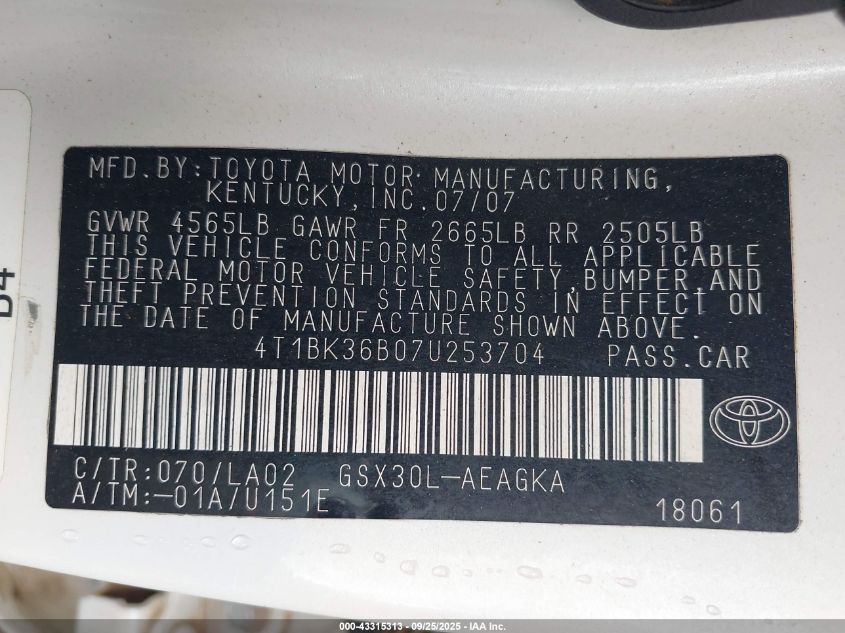 D4
MFD.BY:TOYOTA MOTOR MANUFACTURING,
KENTUCKY,INC.07/07
GVWR 4565LB GAWR FR 2665LB RR 2505LB
THIS VEHICLE CONFORMS TO ALL APPLICABLE
FEDERAL MOTOR VEHICLE SAFETY,BUMPER,AND
THEFT PREVENTION STANDARDS IN EFFECT ON
THE DATE OF MANUFACTURE SHOWN ABOVE.
4T1BK36B07U253704 PASS.CAR
C/TR:070/LA02 GSX30L-AEAGKA
A/TM:-01A/U151E 18061
000-43315313 - 09/25/2025 - IAA Inc.